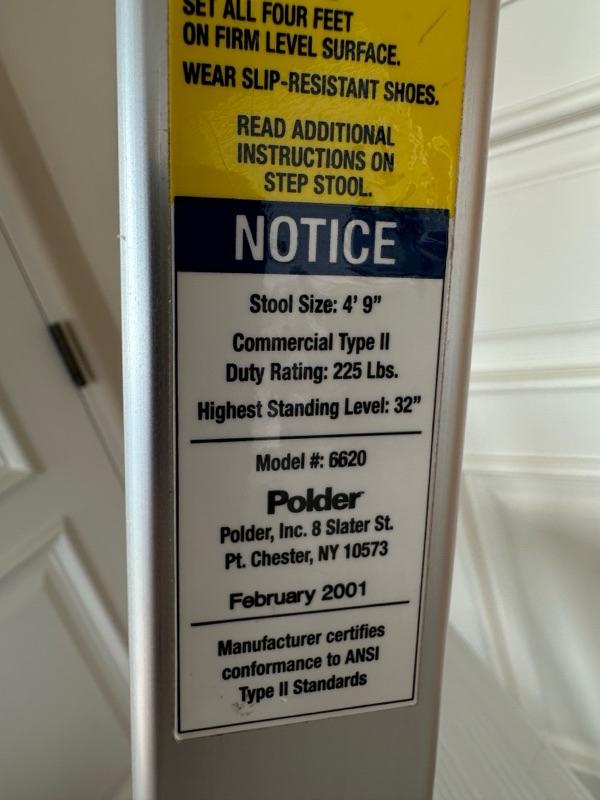 SET ALL FOUR FEET
ON FIRM LEVEL SURFACE.
WEAR SLIP-RESISTANT SHOES.
READ ADDITIONAL
INSTRUCTIONS ON
STEP STOOL.
NOTICE
Stool Size: 4' 9"
Commercial Type II
Duty Rating: 225 Lbs.
Highest Standing Level: 32"
Model #: 6620
Polder
Polder, Inc. 8 Slater St.
Pt. Chester, NY 10573
February 2001
Manufacturer certifies
conformance to ANSI
Type II Standards